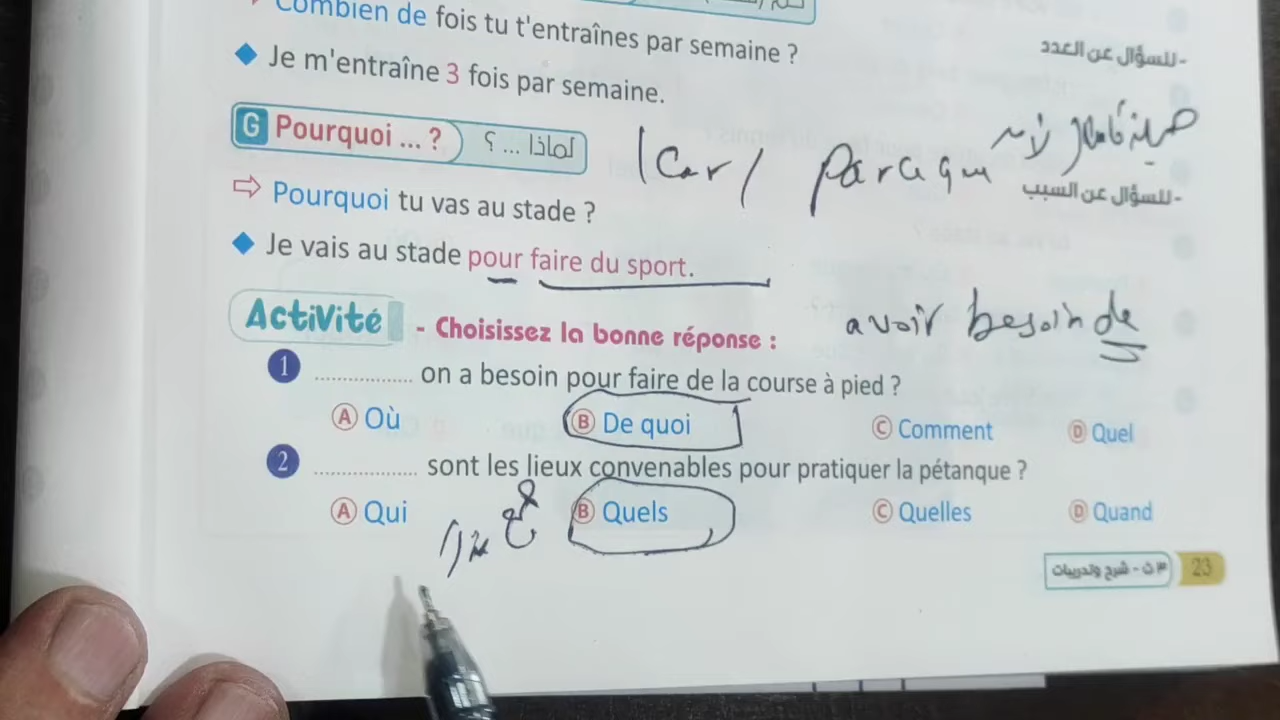 Combien de fois tu t'entraînes par semaine ?
-للسؤال عن العدد
Je m'entraîne 3 fois par semaine.
G Pourquoi ... ? لماذا ... ؟
(Car) parce que
-للسؤال عن السبب
Pourquoi tu vas au stade ?
Je vais au stade pour faire du sport.
avoir besoin de
Activité - Choisissez la bonne réponse :
1 ................. on a besoin pour faire de la course à pied ?
A Où B De quoi C Comment D Quel
2 .................. sont les lieux convenables pour pratiquer la pétanque ?
A Qui B Quels C Quelles D Quand
٣ ث - شرح وتدريبات 23